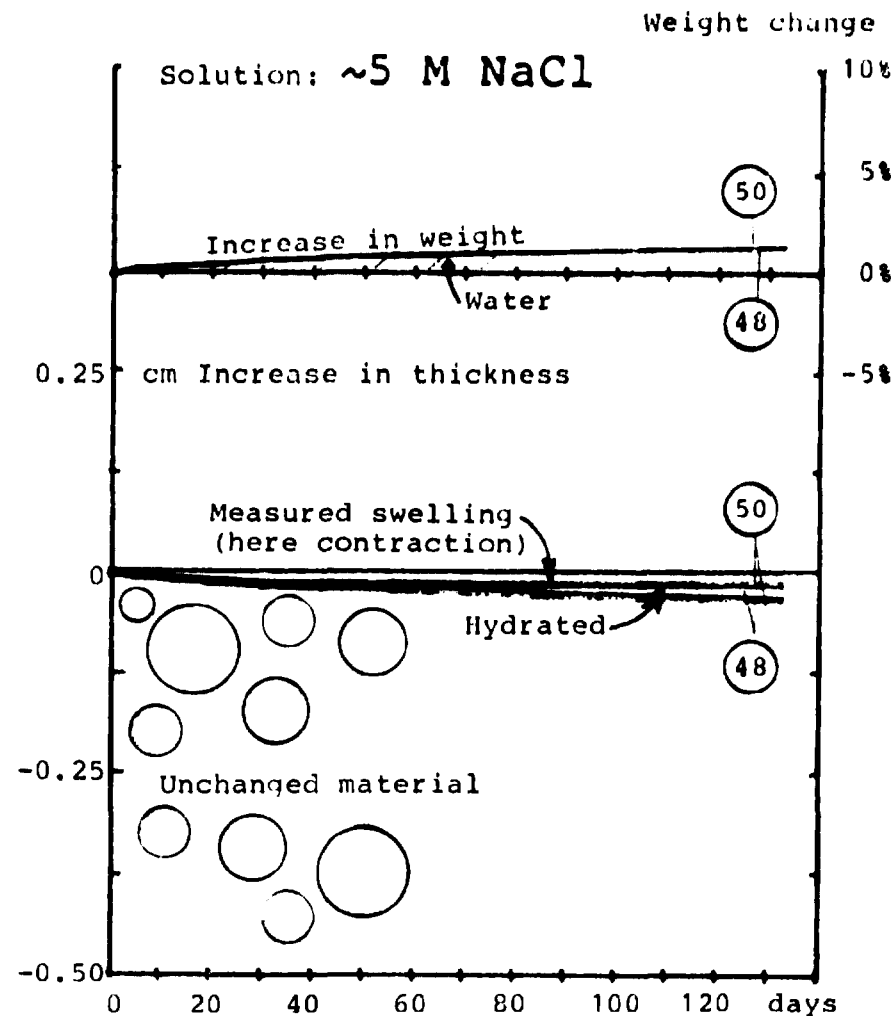 Weight change
Solution: ~5 M NaCl
10%
5%
50
Increase in weight
0%
Water
48
0.25 cm Increase in thickness
-5%
50
Measured swelling
(here contraction)
0
Hydrated
48
-0.25
Unchanged material
-0.50
0 20 40 60 80 100 120 days